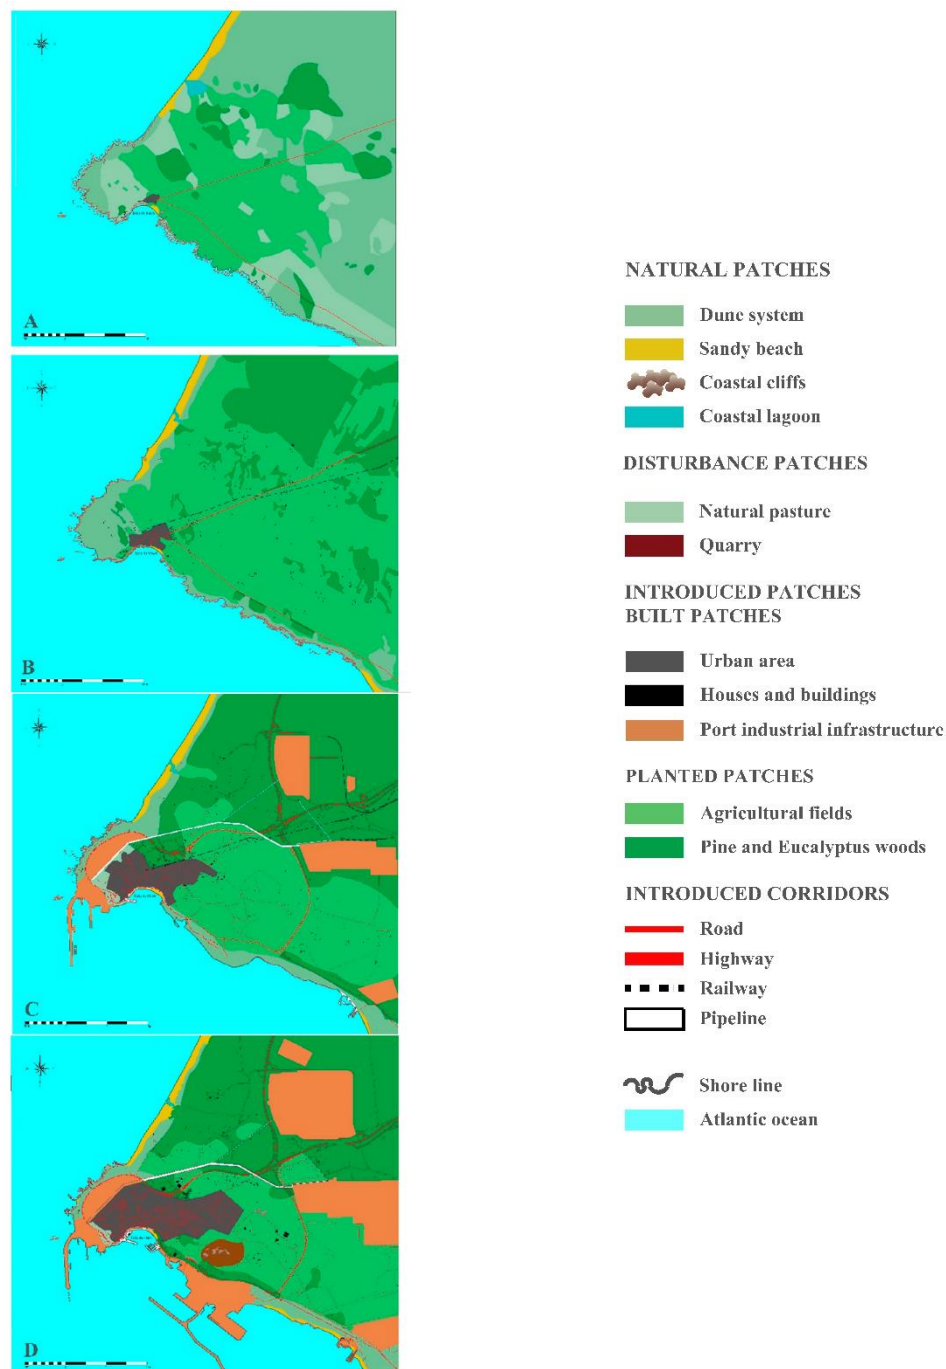 A
B
C
D
NATURAL PATCHES
Dune system
Sandy beach
Coastal cliffs
Coastal lagoon
DISTURBANCE PATCHES
Natural pasture
Quarry
INTRODUCED PATCHES
BUILT PATCHES
Urban area
Houses and buildings
Port industrial infrastructure
PLANTED PATCHES
Agricultural fields
Pine and Eucalyptus woods
INTRODUCED CORRIDORS
Road
Highway
Railway
Pipeline
Shore line
Atlantic ocean